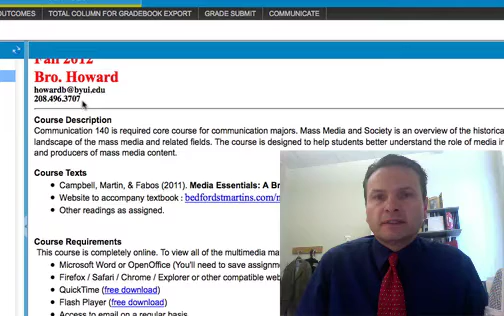 OUTCOMES TOTAL COLUMN FOR GRADEBOOK EXPORT GRADE SUBMIT COMMUNICATE
Fall 2012
Bro. Howard
howardb@byui.edu
208.496.3707
Course Description
Communication 140 is required core course for communication majors. Mass Media and Society is an overview of the historica
landscape of the mass media and related fields. The course is designed to help students better understand the role of media in
and producers of mass media content.
Course Texts
• Campbell, Martin, & Fabos (2011). Media Essentials: A Br
• Website to accompany textbook : bedfordstmartins.com/
• Other readings as assigned.
Course Requirements
This course is completely online. To view all of the multimedia ma
• Microsoft Word or OpenOffice (You'll need to save assignm
• Firefox / Safari / Chrome / Explorer or other compatible web
• QuickTime (free download)
• Flash Player (free download)
• Access to email on a regular basis